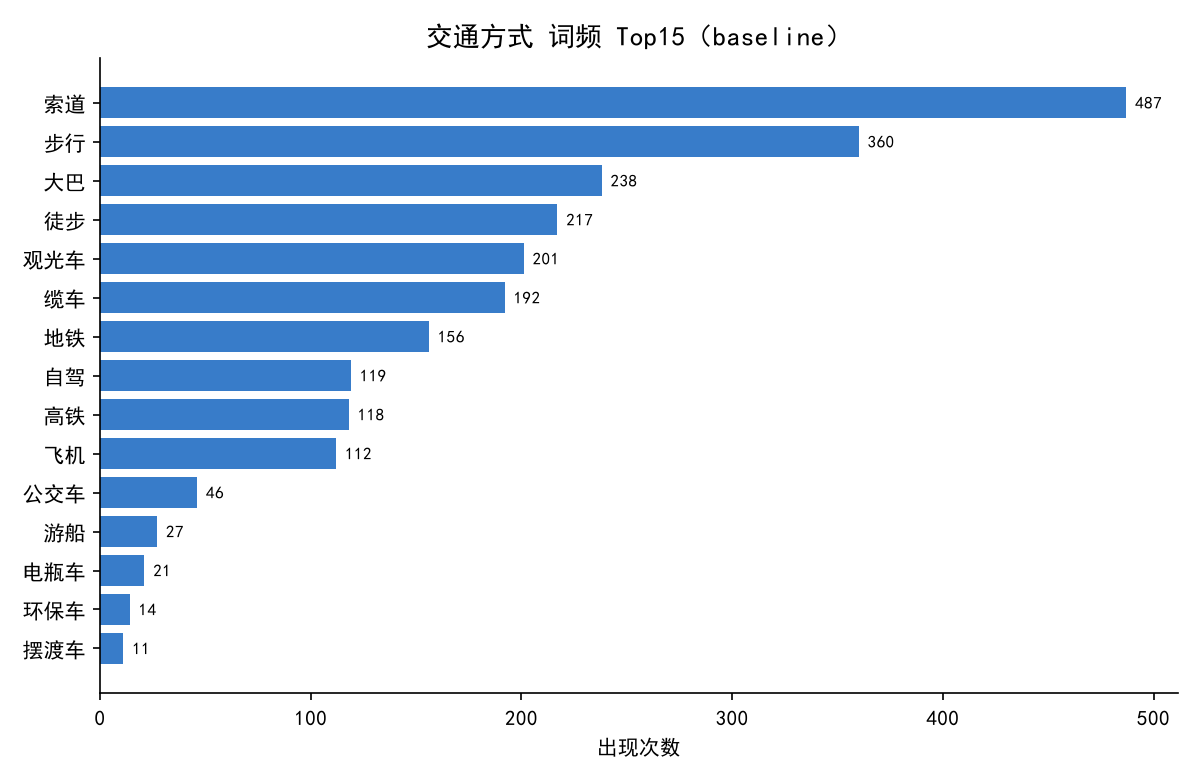 交通方式 词频 Top15（baseline）
索道 487
步行 360
大巴 238
徒步 217
观光车 201
缆车 192
地铁 156
自驾 119
高铁 118
飞机 112
公交车 46
游船 27
电瓶车 21
环保车 14
摆渡车 11
0 100 200 300 400 500
出现次数